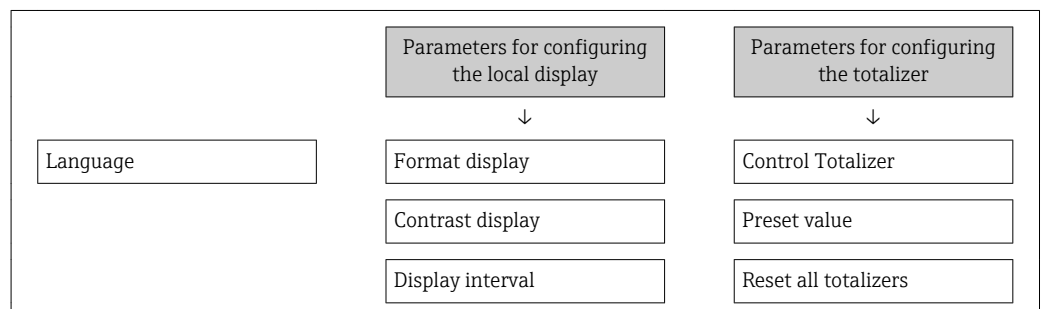 Parameters for configuring
the local display
Parameters for configuring
the totalizer
↓
↓
Language
Format display
Control Totalizer
Contrast display
Preset value
Display interval
Reset all totalizers